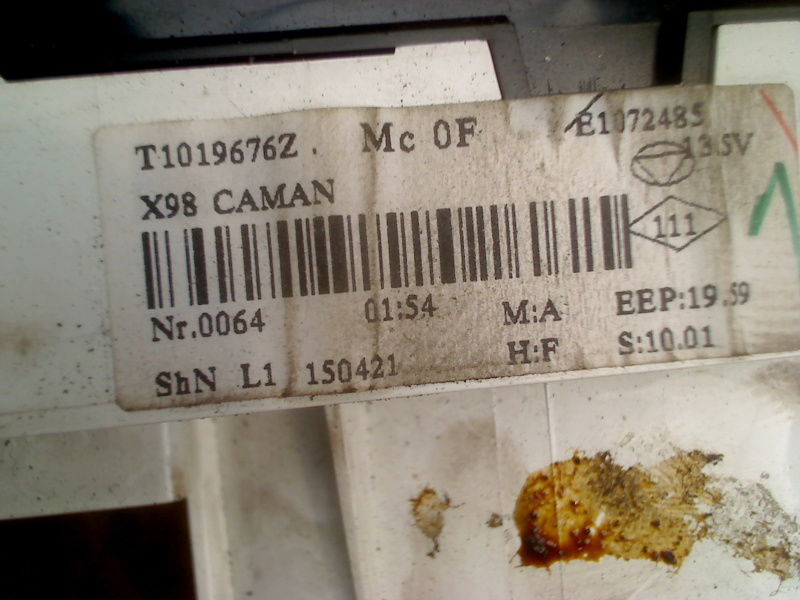 T1019676Z . Mc 0F E1072485
13.5V
X98 CAMAN
111
Nr.0064 01:54 M:A EEP:19.59
ShN L1 150421 H:F S:10.01